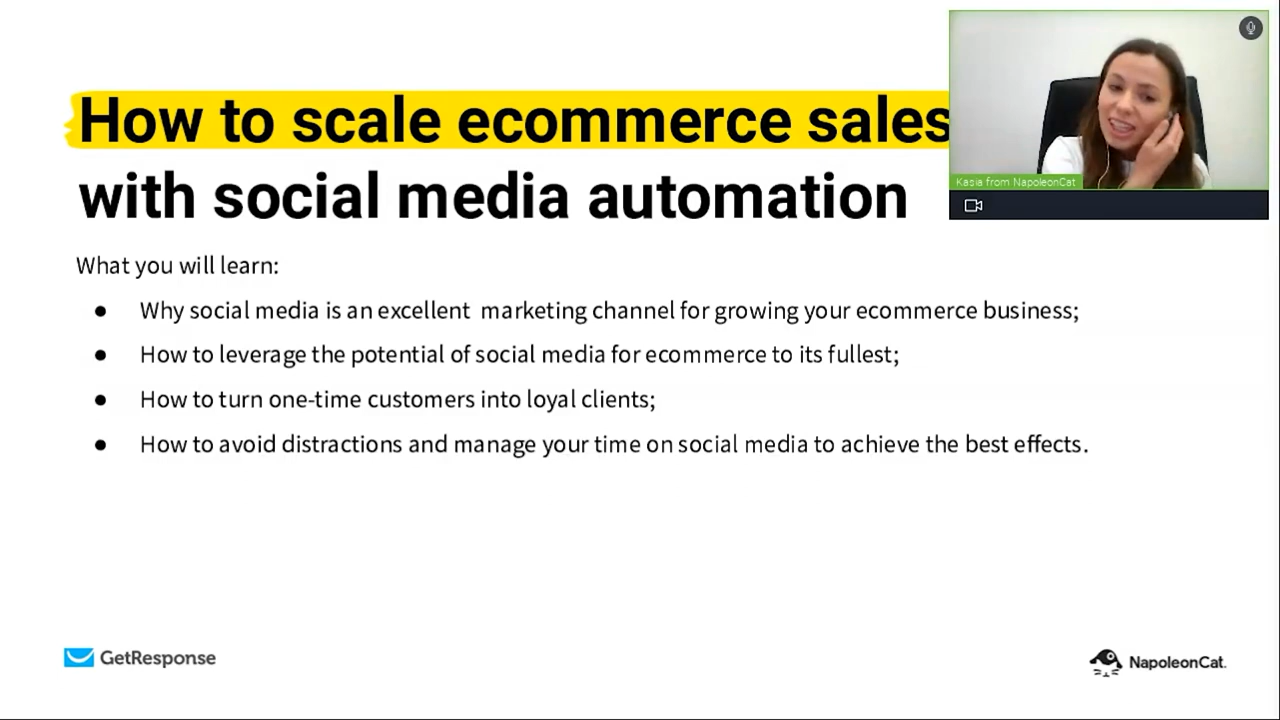 How to scale ecommerce sales
with social media automation
Kasia from NapoleonCat
What you will learn:
● Why social media is an excellent  marketing channel for growing your ecommerce business;
● How to leverage the potential of social media for ecommerce to its fullest;
● How to turn one-time customers into loyal clients;
● How to avoid distractions and manage your time on social media to achieve the best effects.
GetResponse
NapoleonCat.